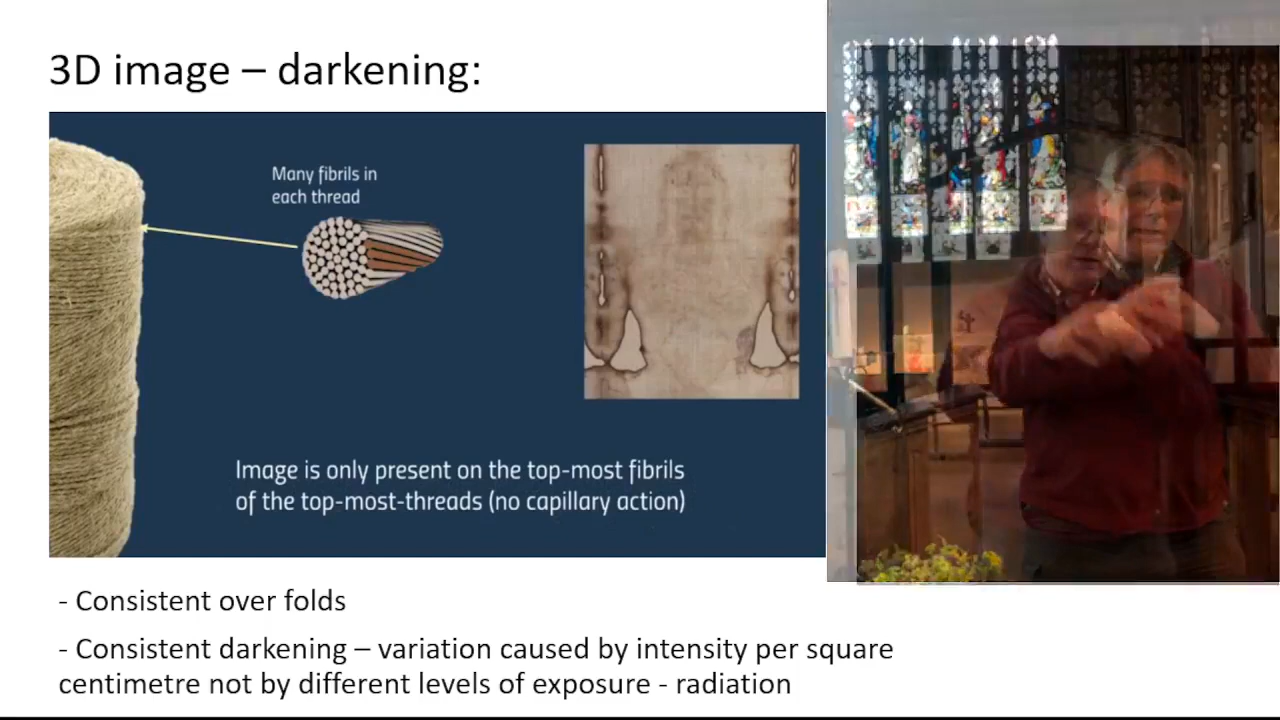 3D image – darkening:
Many fibrils in
each thread
Image is only present on the top-most fibrils
of the top-most-threads (no capillary action)
- Consistent over folds
- Consistent darkening – variation caused by intensity per square
centimetre not by different levels of exposure - radiation